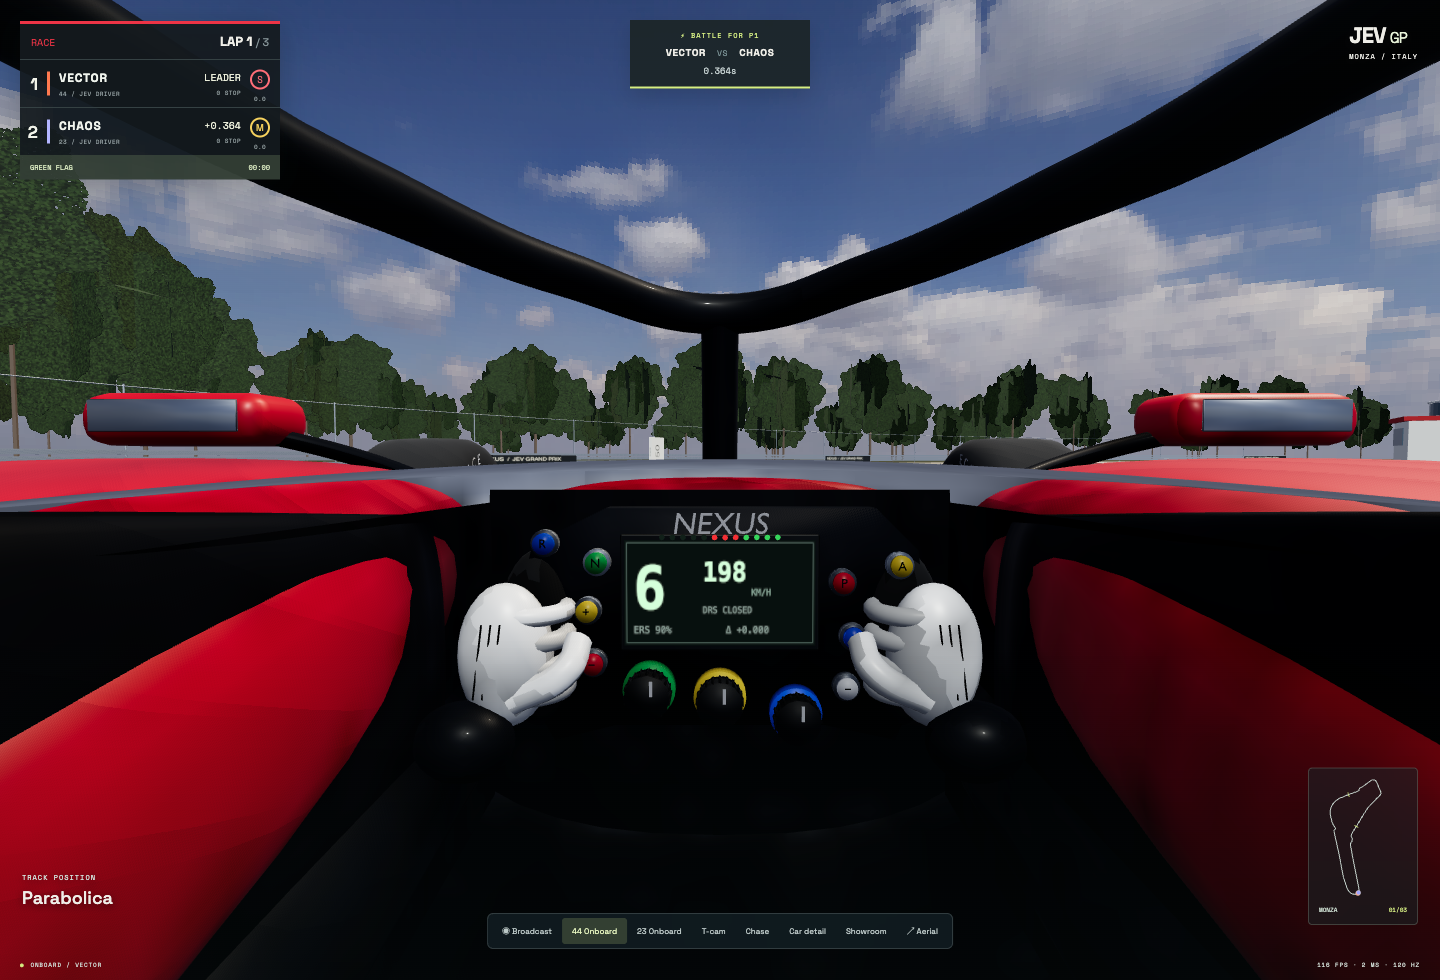 RACE LAP 1 / 3
1 VECTOR LEADER S
44 / JEV DRIVER 0 STOP 0.0
2 CHAOS +0.364 M
23 / JEV DRIVER 0 STOP 0.0
GREEN FLAG 00:00
⚡ BATTLE FOR P1
VECTOR VS CHAOS
0.364s
JEV GP
MONZA / ITALY
JEV GRAND PRIX
NEXUS
R
N
+
P
A
-
6 198
KM/H
DRS CLOSED
ERS 90% Δ +0.000
TRACK POSITION
Parabolica
MONZA 01/03
Broadcast 44 Onboard 23 Onboard T-cam Chase Car detail Showroom ↗ Aerial
ONBOARD / VECTOR
116 FPS · 2 MS · 120 HZ